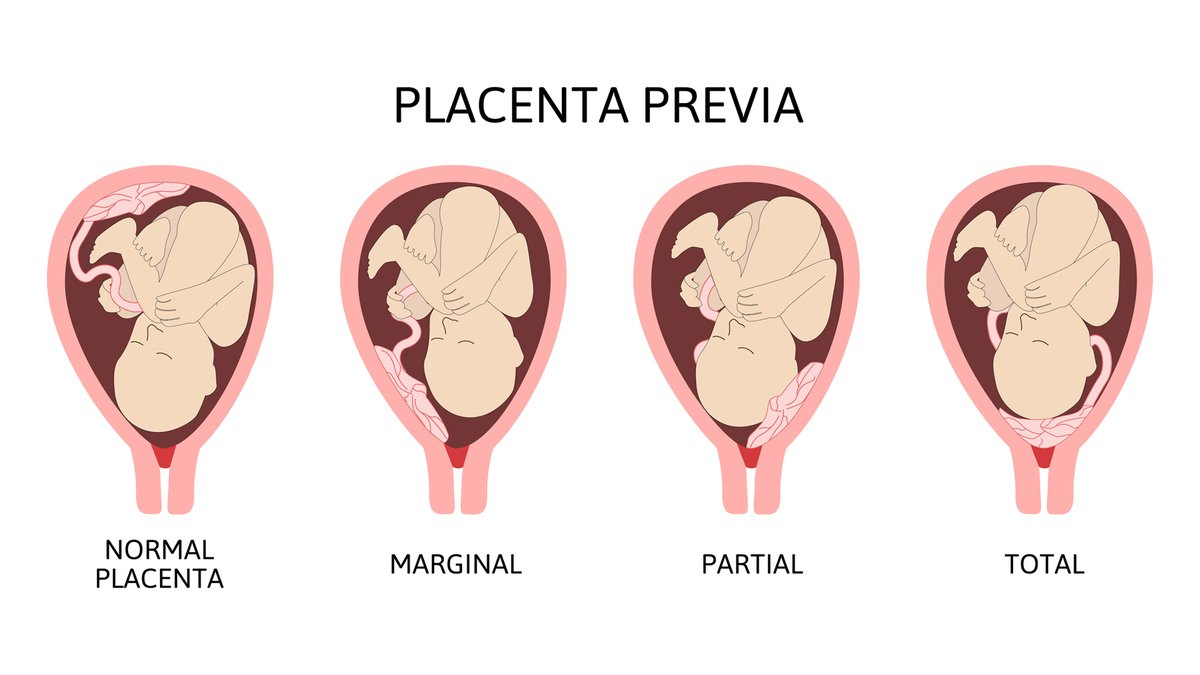 PLACENTA PREVIA
NORMAL
PLACENTA
MARGINAL
PARTIAL
TOTAL